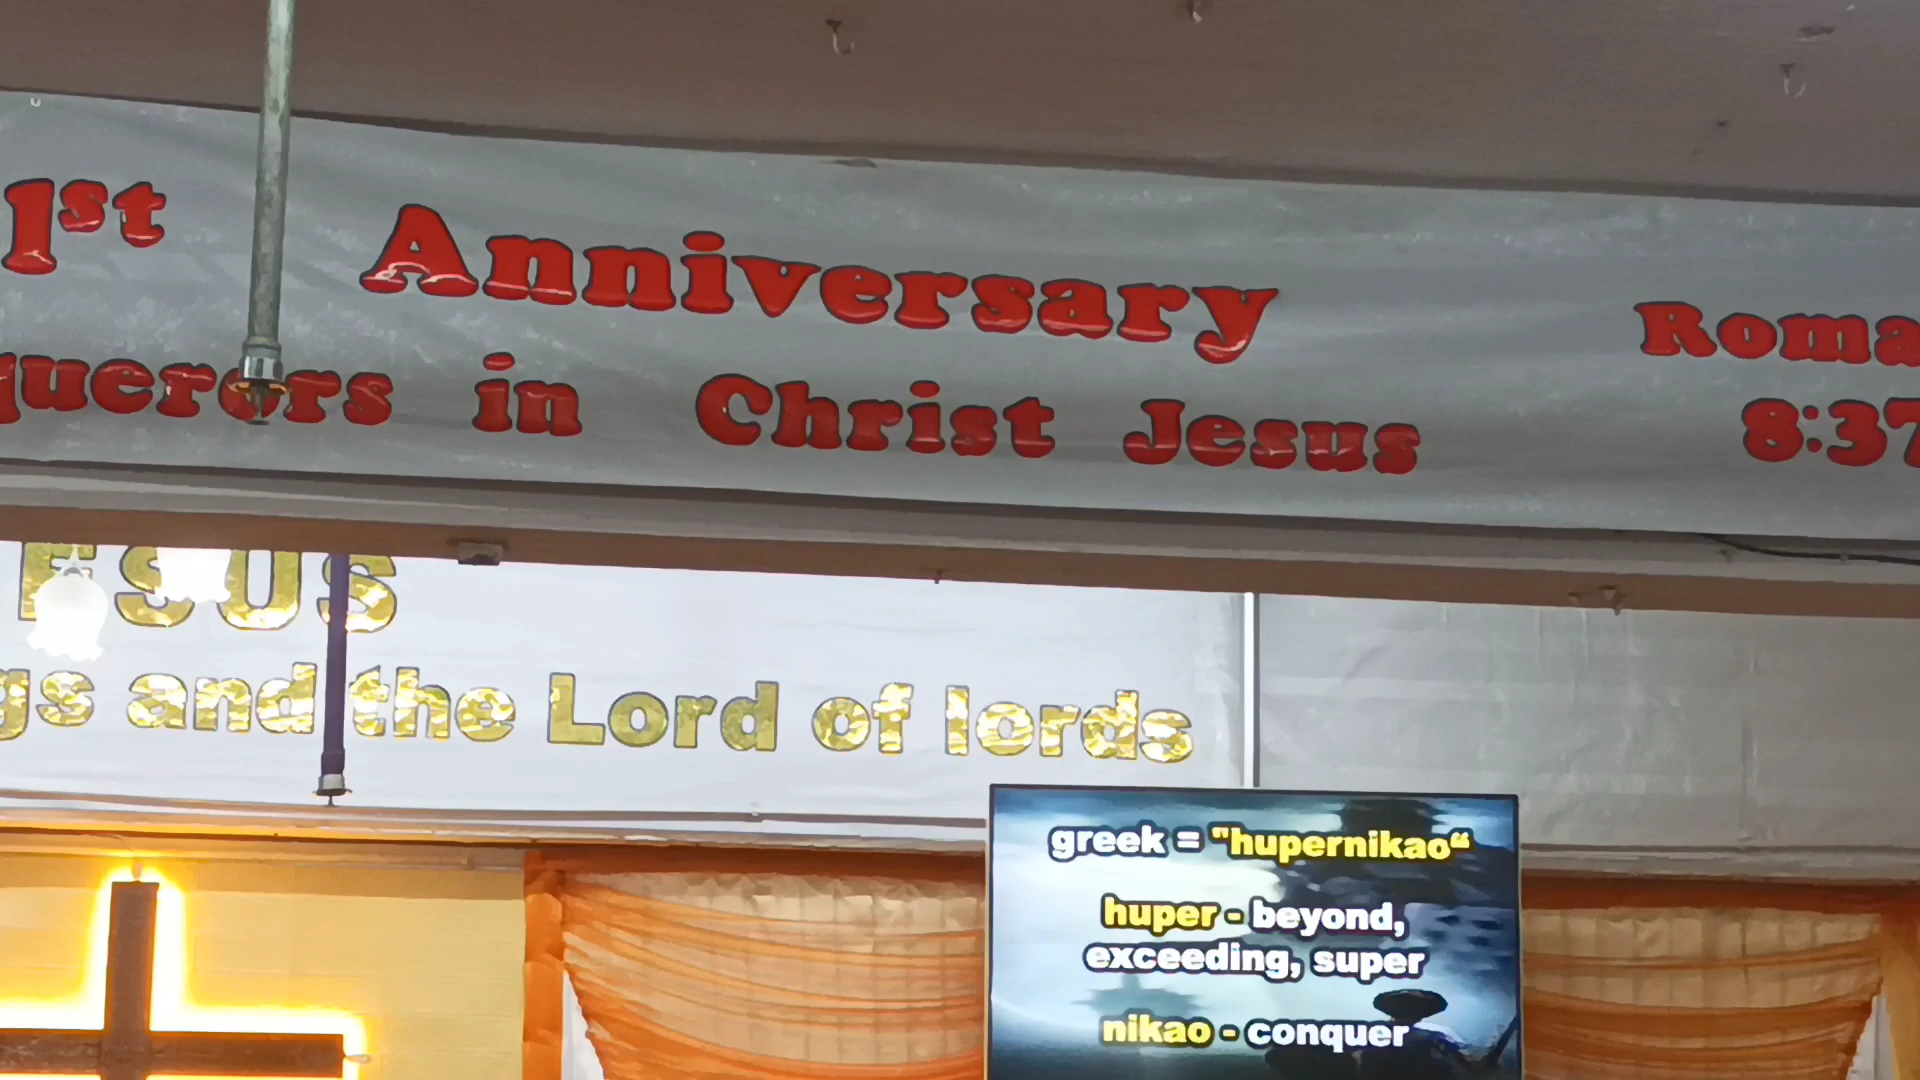 1st Anniversary
querors in Christ Jesus
Roma
8:37
ESUS
gs and the Lord of lords
greek = "hupernikao“
huper - beyond,
exceeding, super
nikao - conquer